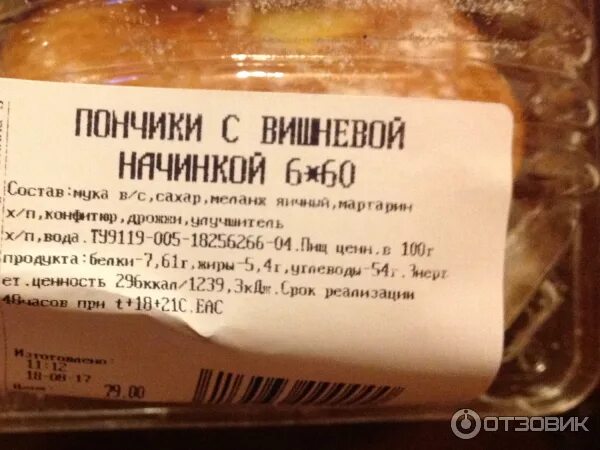 ПОНЧИКИ С ВИШНЕВОЙ
НАЧИНКОЙ 6*60
Состав:мука в/с,сахар,меланж яичный,маргарин
х/п,конфитюр,дрожжи,улучшитель
х/п,вода.ТУ9119-005-18256266-04.Пищ ценн.в 100г
продукта:белки-7,61г,жиры-5,4г,углеводы-54г.Энерг
ет.ценность 296ккал/1239,3кДж.Срок реализации
48часов при t+18+21С.ЕАС
Изготовлено:
11:12
18-08-17
79.00
ОТЗОВИК